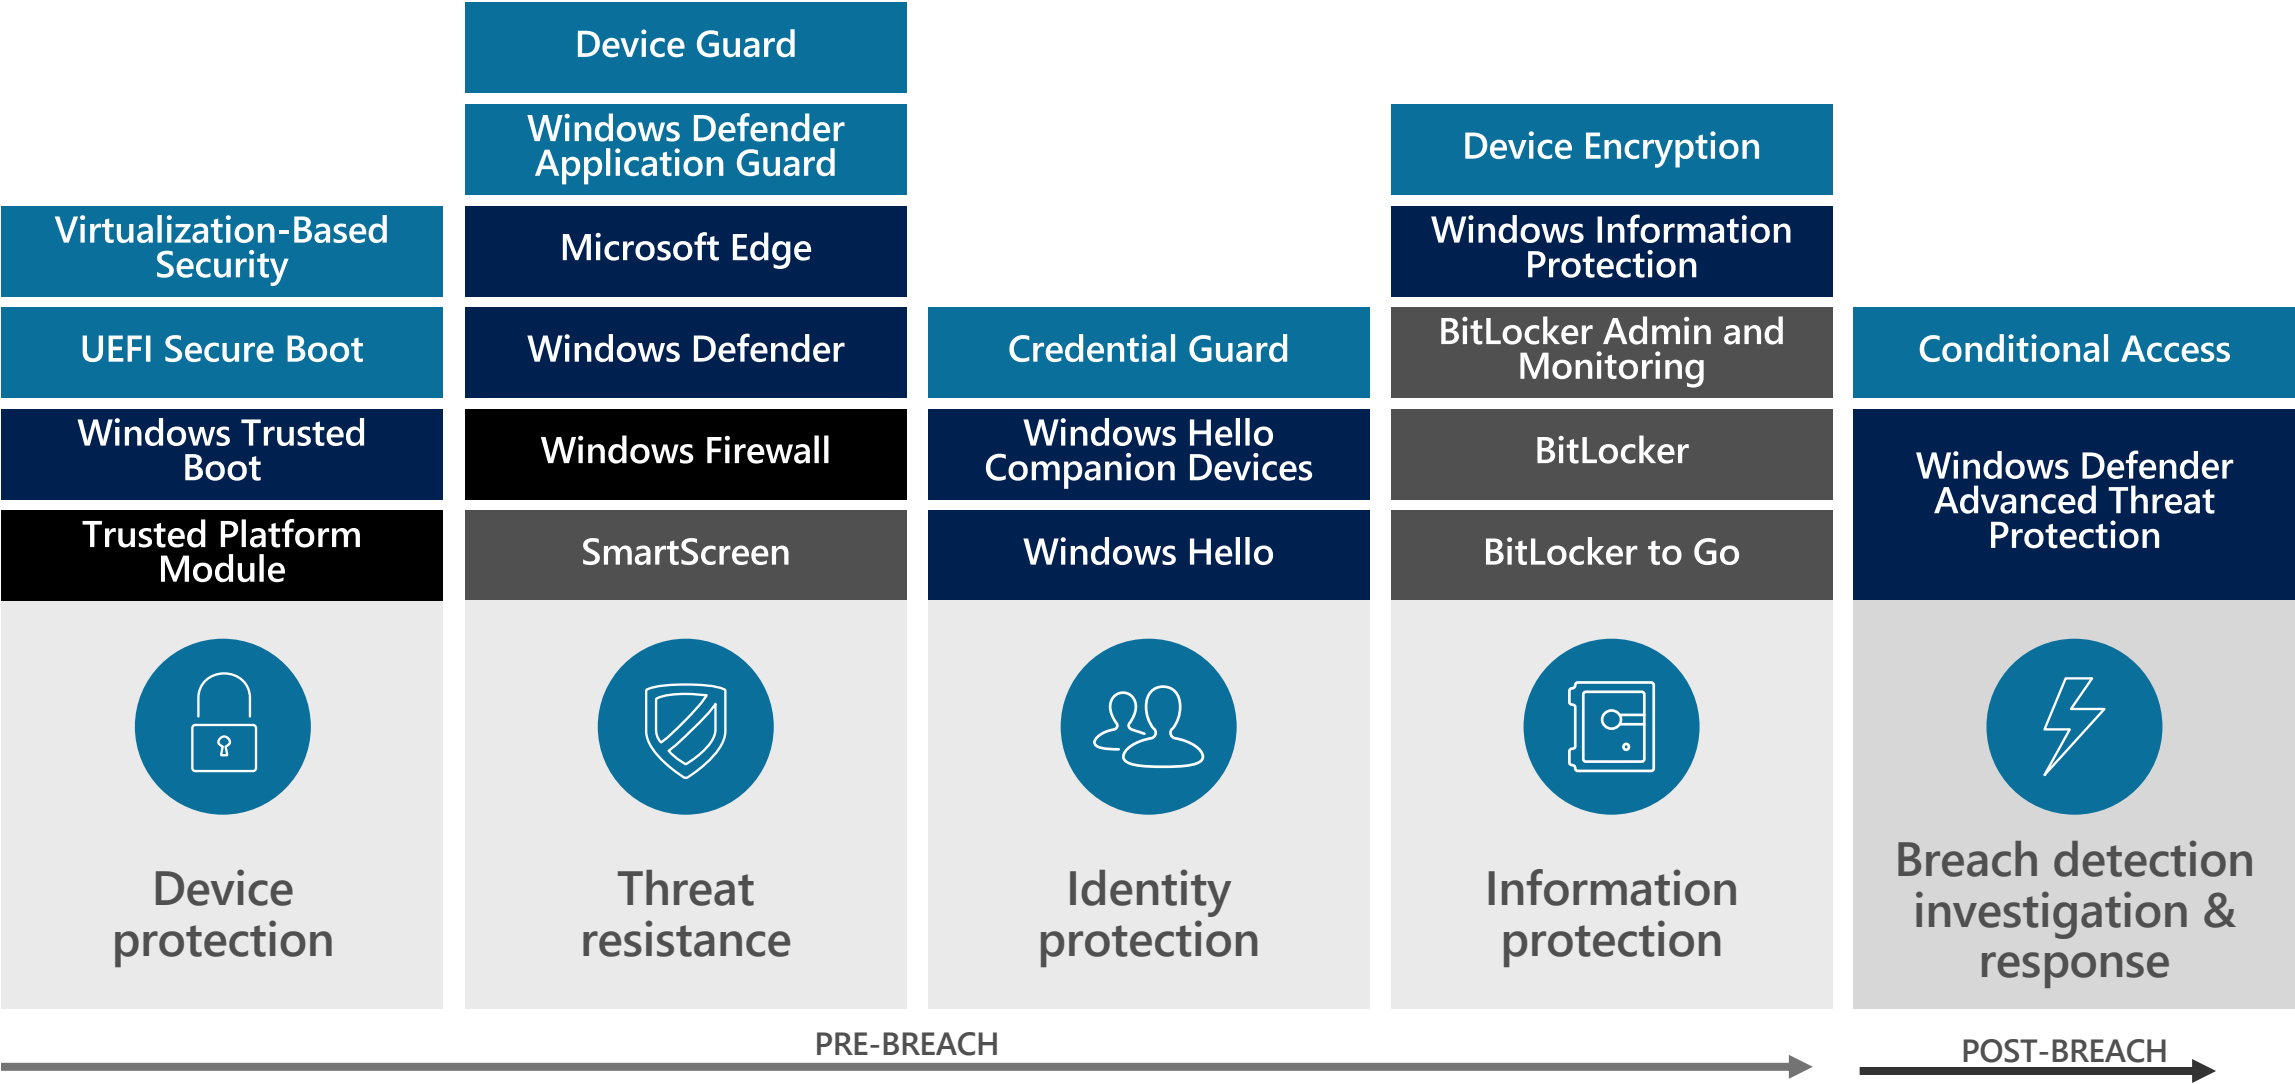 Virtualization-Based
Security
UEFI Secure Boot
Windows Trusted
Boot
Trusted Platform
Module
Device
protection
Device Guard
Windows Defender
Application Guard
Microsoft Edge
Windows Defender
Windows Firewall
SmartScreen
Threat
resistance
Credential Guard
Windows Hello
Companion Devices
Windows Hello
Identity
protection
Device Encryption
Windows Information
Protection
BitLocker Admin and
Monitoring
BitLocker
BitLocker to Go
Information
protection
Conditional Access
Windows Defender
Advanced Threat
Protection
Breach detection
investigation &
response
PRE-BREACH
POST-BREACH